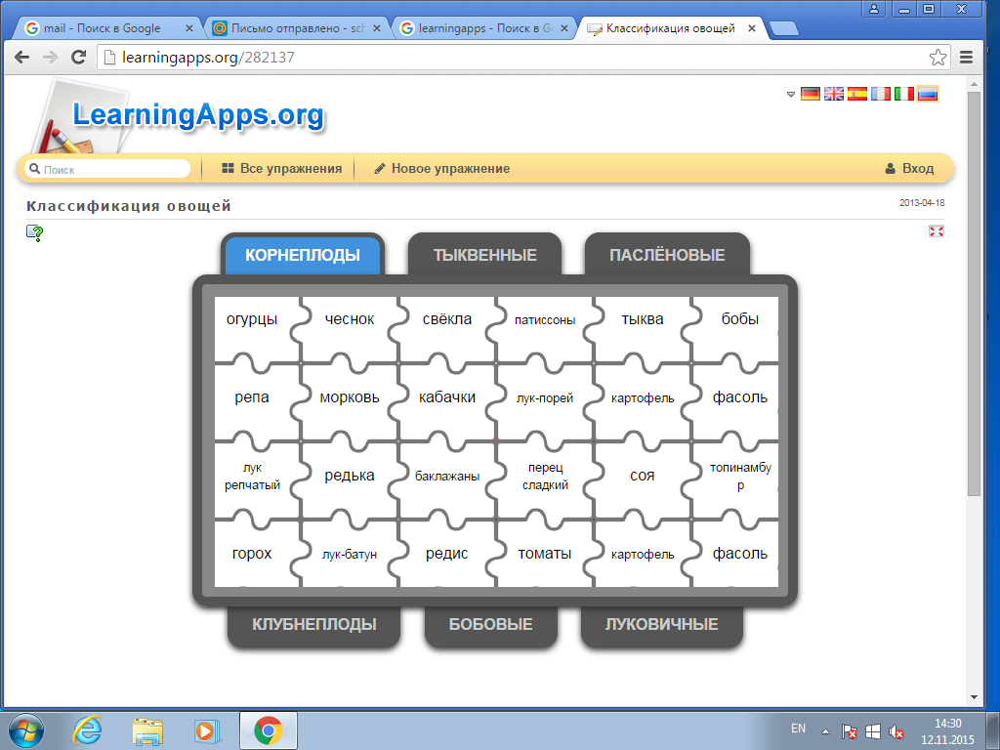 mail - Поиск в Google
Письмо отправлено - sch
learningapps - Поиск в G
Классификация овощей
learningapps.org/282137
LearningApps.org
Поиск
Все упражнения
Новое упражнение
Вход
Классификация овощей
2013-04-18
КОРНЕПЛОДЫ
ТЫКВЕННЫЕ
ПАСЛЁНОВЫЕ
огурцы
чеснок
свёкла
патиссоны
тыква
бобы
репа
морковь
кабачки
лук-порей
картофель
фасоль
лук
репчатый
редька
баклажаны
перец
сладкий
соя
топинамбу
р
горох
лук-батун
редис
томаты
картофель
фасоль
КЛУБНЕПЛОДЫ
БОБОВЫЕ
ЛУКОВИЧНЫЕ
EN
14:30
12.11.2015